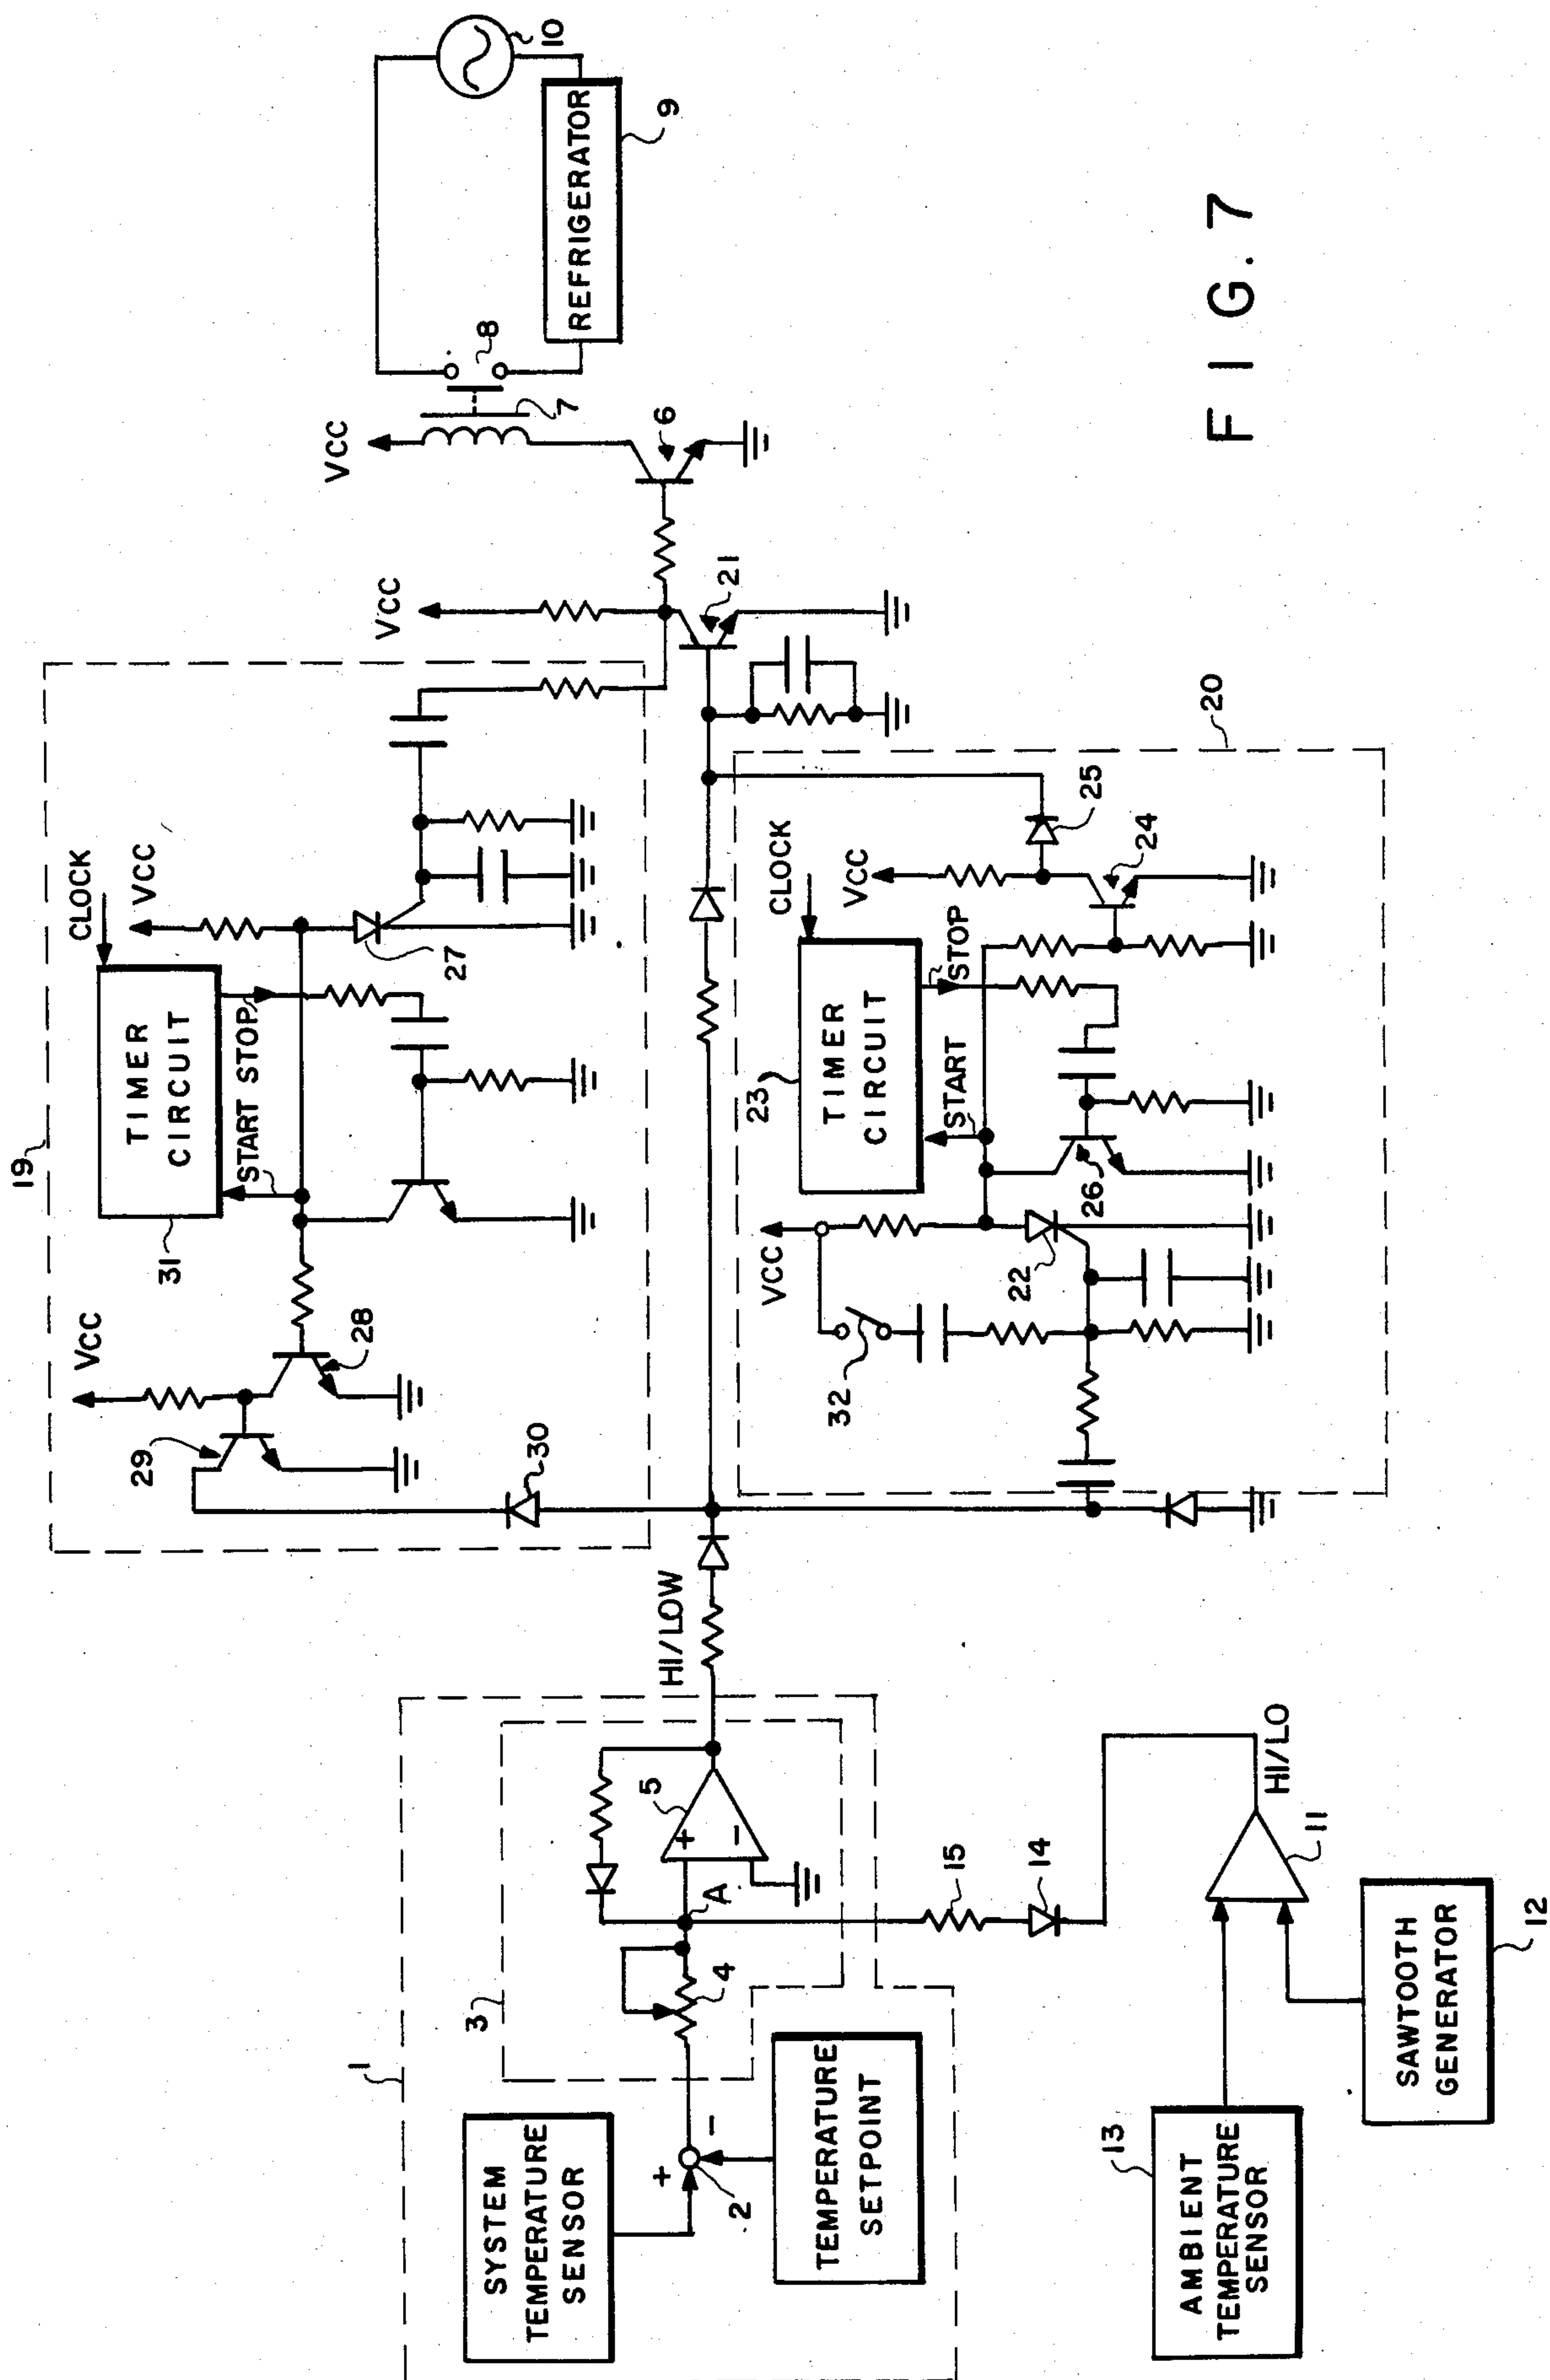 19
CLOCK
VCC
TIMER
CIRCUIT
START
STOP
31
27
VCC
28
29
30
VCC
VCC
7
8
6
21
10
REFRIGERATOR
9
HI/LOW
1
3
SYSTEM
TEMPERATURE
SENSOR
+
-
2
4
A
5
+
-
TEMPERATURE
SETPOINT
15
14
HI/LO
11
13
AMBIENT
TEMPERATURE
SENSOR
SAWTOOTH
GENERATOR
12
20
CLOCK
VCC
23
TIMER
CIRCUIT
START
STOP
VCC
32
22
26
24
25
FIG. 7